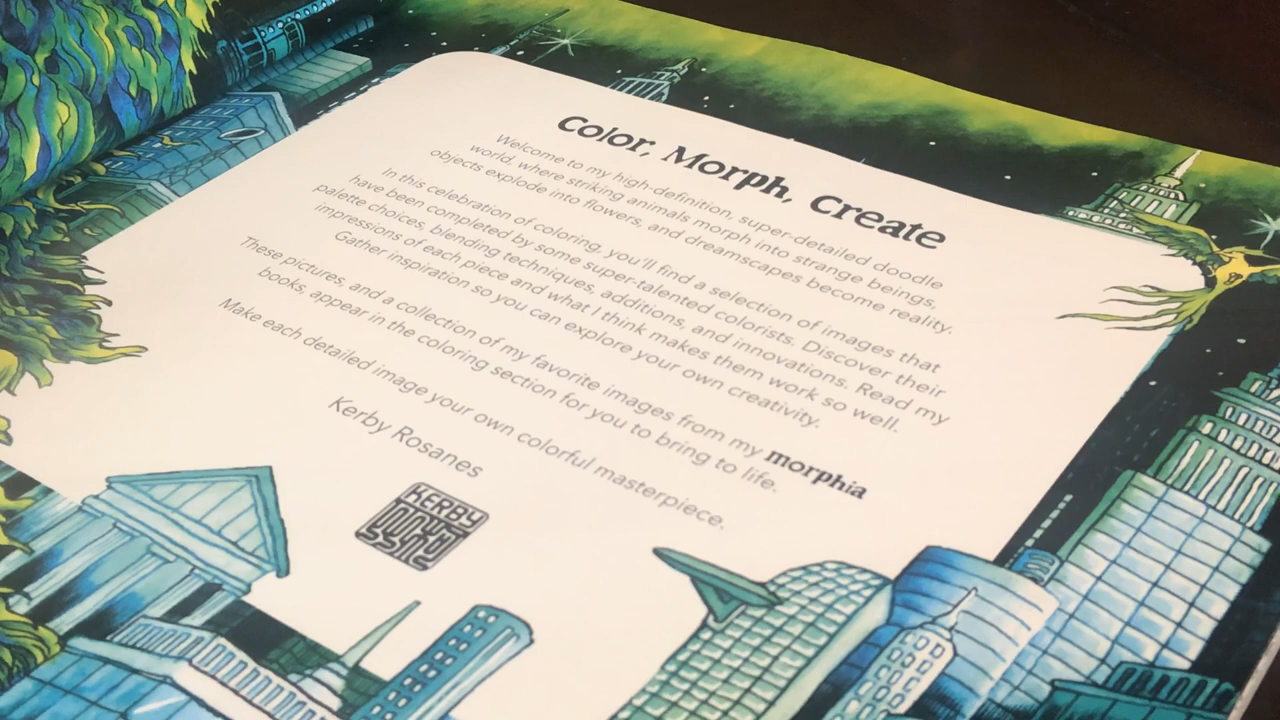 Color, Morph, Create
Welcome to my high-definition, super-detailed doodle
world, where striking animals morph into strange beings,
objects explode into flowers, and dreamscapes become reality.
In this celebration of coloring, you'll find a selection of images that
have been completed by some super-talented colorists. Discover their
palette choices, blending techniques, additions, and innovations. Read my
impressions of each piece and what I think makes them work so well.
Gather inspiration so you can explore your own creativity.
These pictures, and a collection of my favorite images from my morphia
books, appear in the coloring section for you to bring to life.
Make each detailed image your own colorful masterpiece.
Kerby Rosanes
KERBY